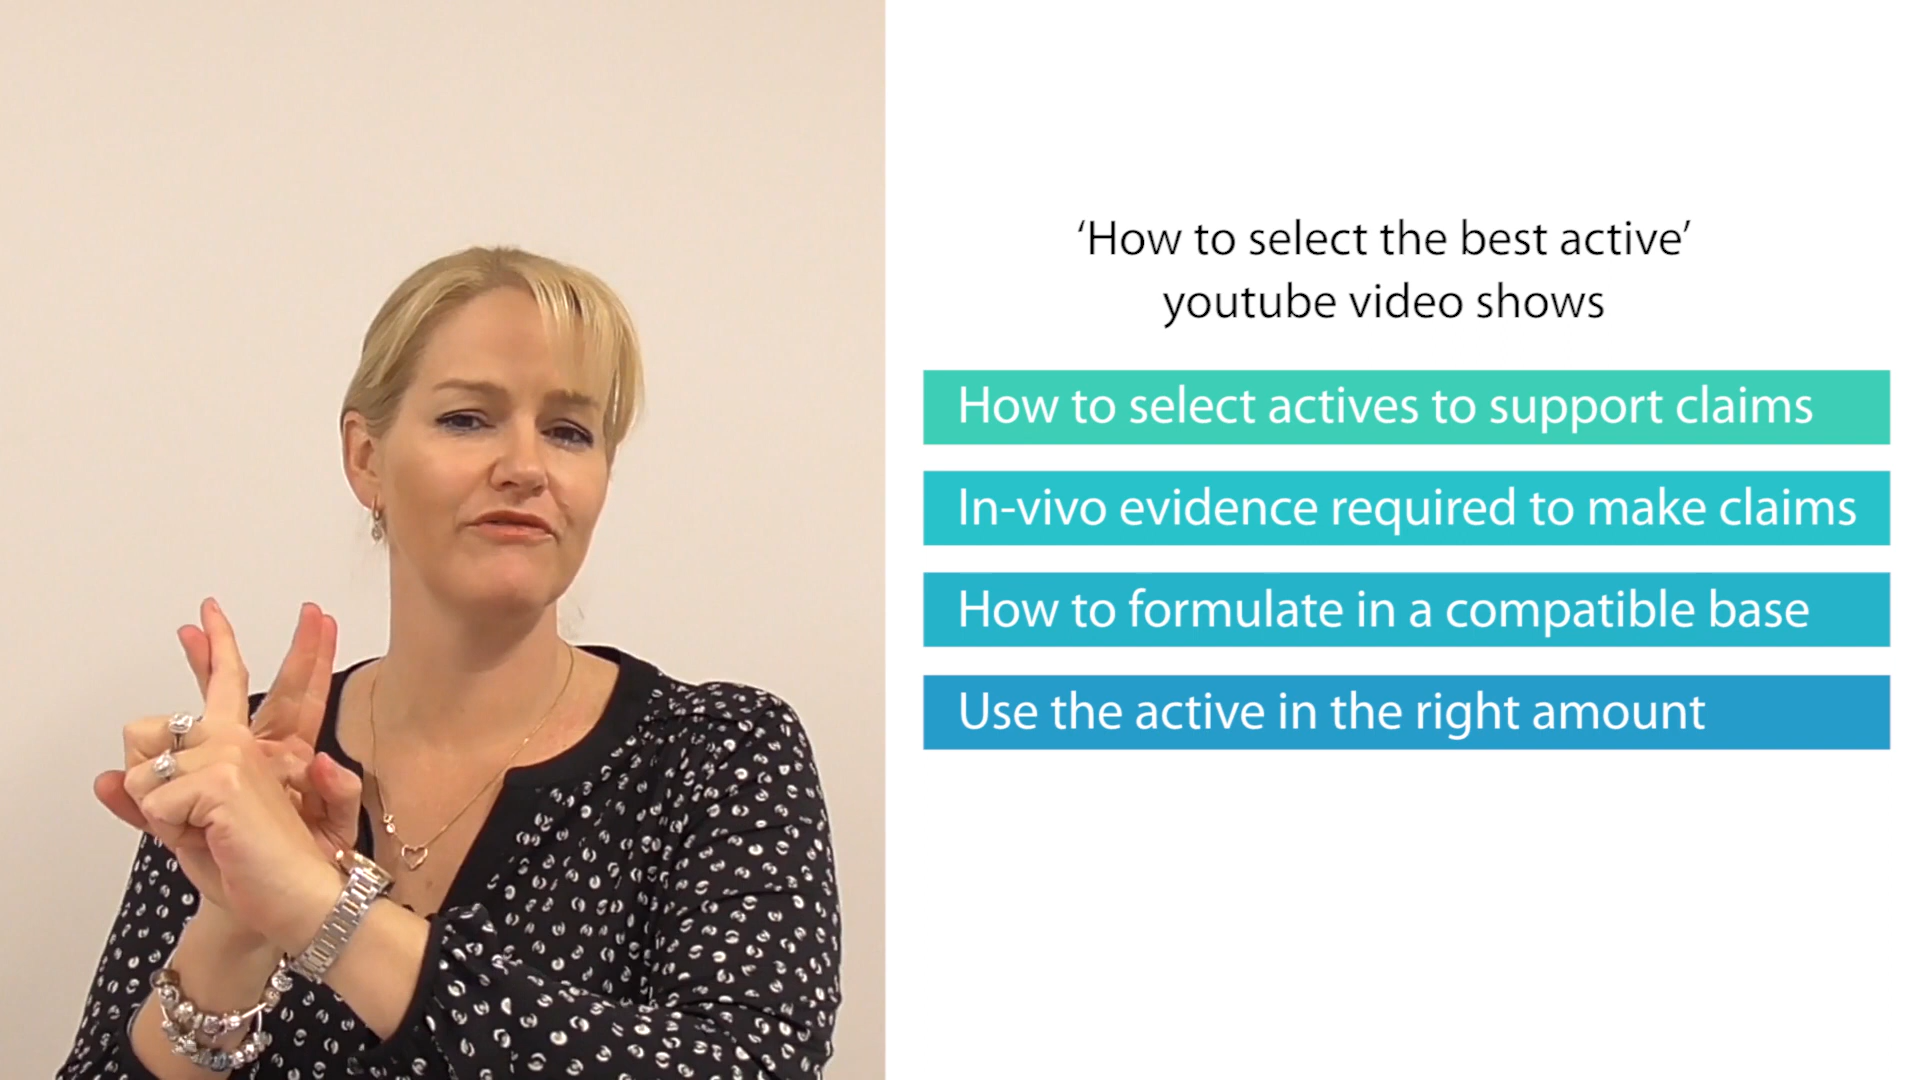 ‘How to select the best active’
youtube video shows
How to select actives to support claims
In-vivo evidence required to make claims
How to formulate in a compatible base
Use the active in the right amount